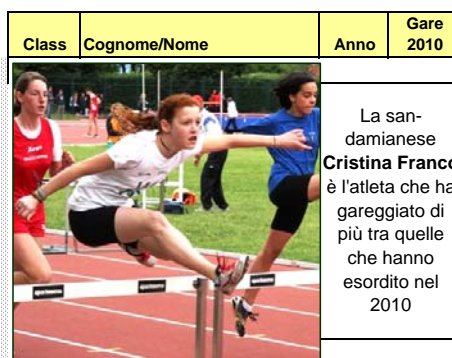 Class Cognome/Nome Anno Gare 2010
La san-
damianese
Cristina Franco
è l'atleta che ha
gareggiato di
più tra quelle
che hanno
esordito nel
2010